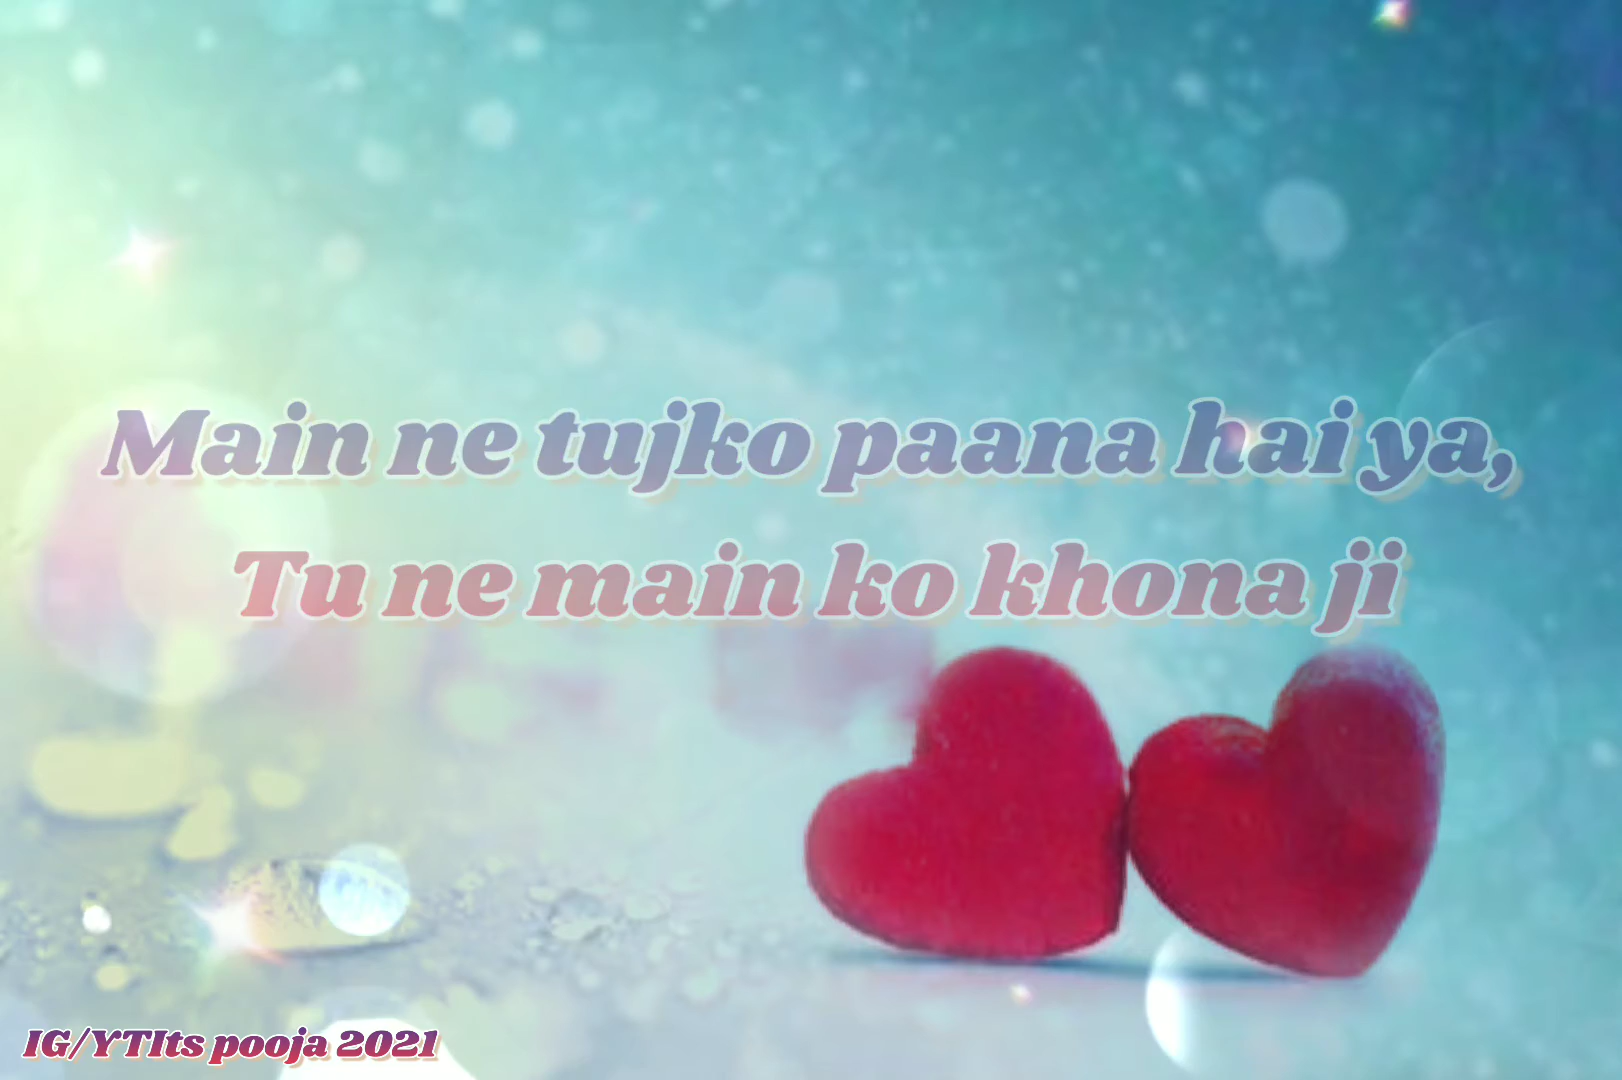 Main ne tujko paana hai ya,
Tu ne main ko khona ji
IG/YTIts pooja 2021